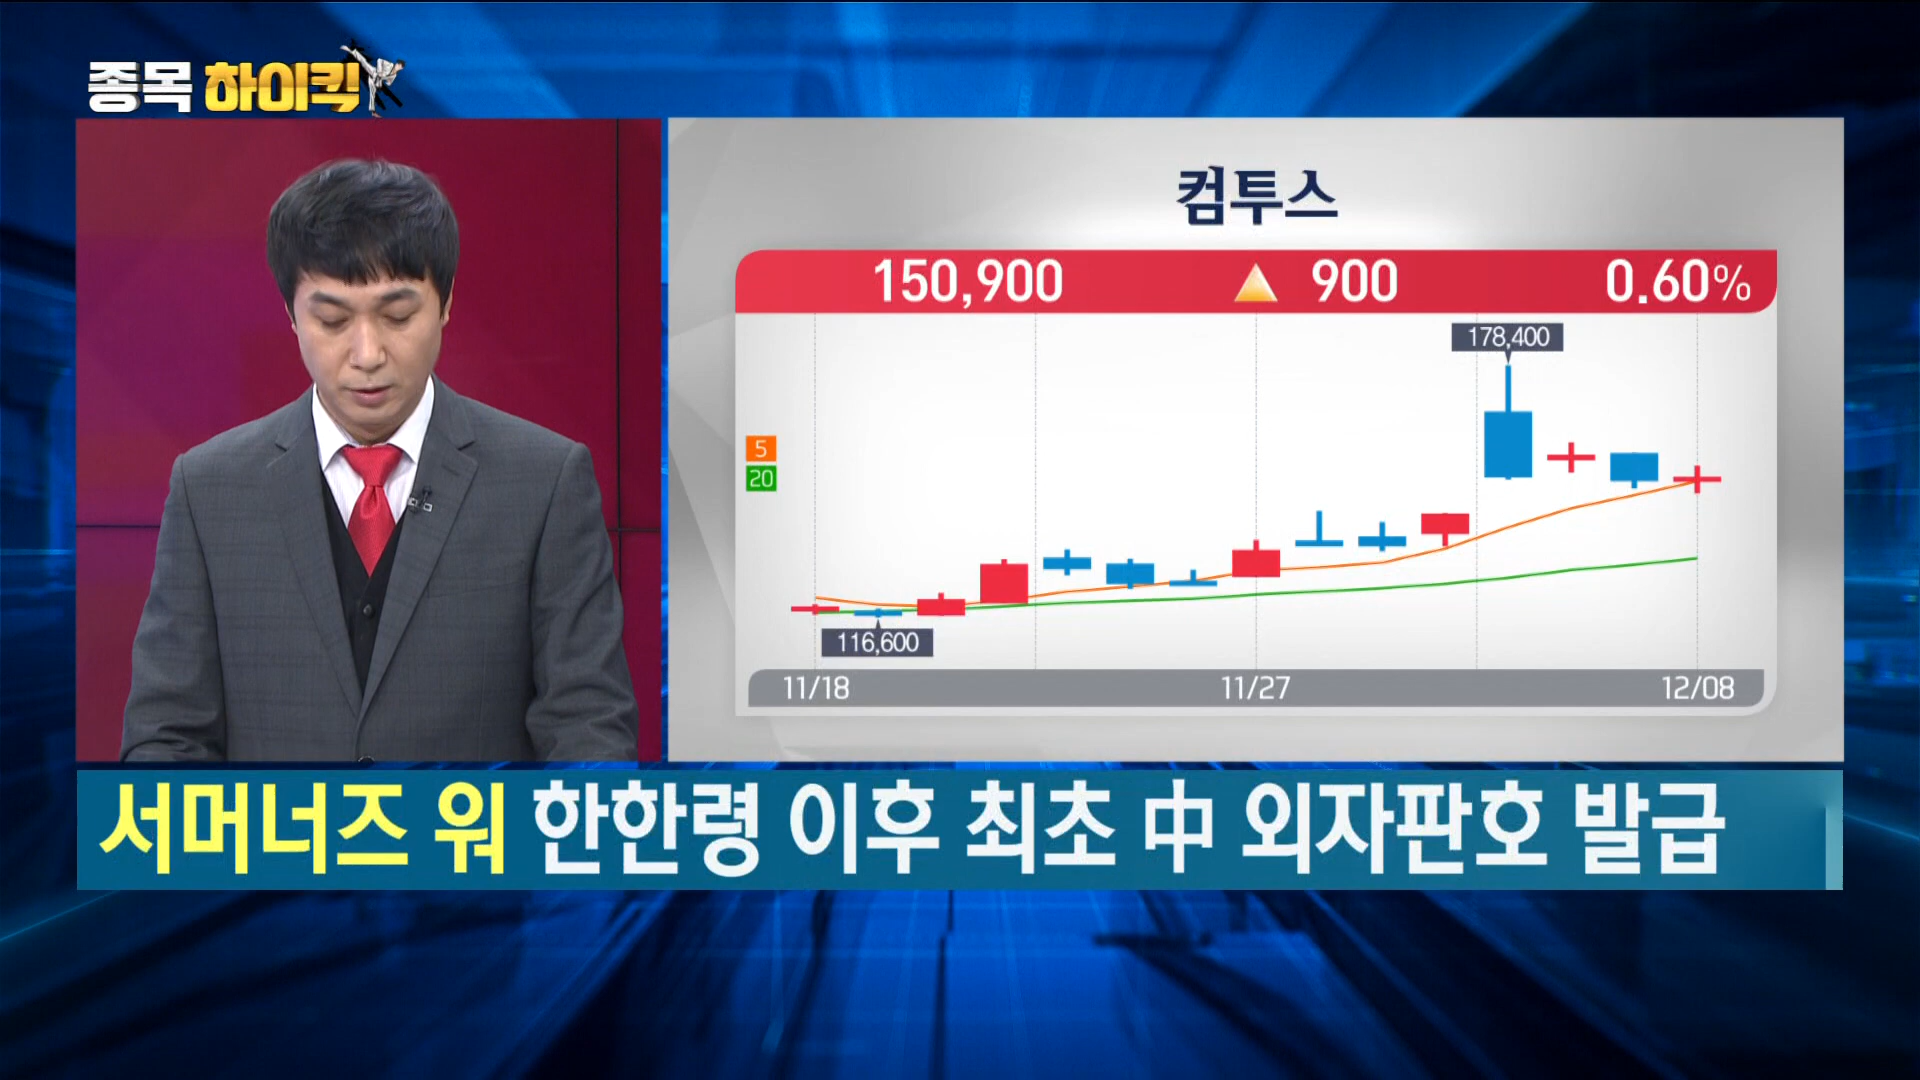 종목 하이킥
컴투스
150,900 ▲ 900 0.60%
178,400
5
20
116,600
11/18 11/27 12/08
서머너즈 워 한한령 이후 최초 中 외자판호 발급